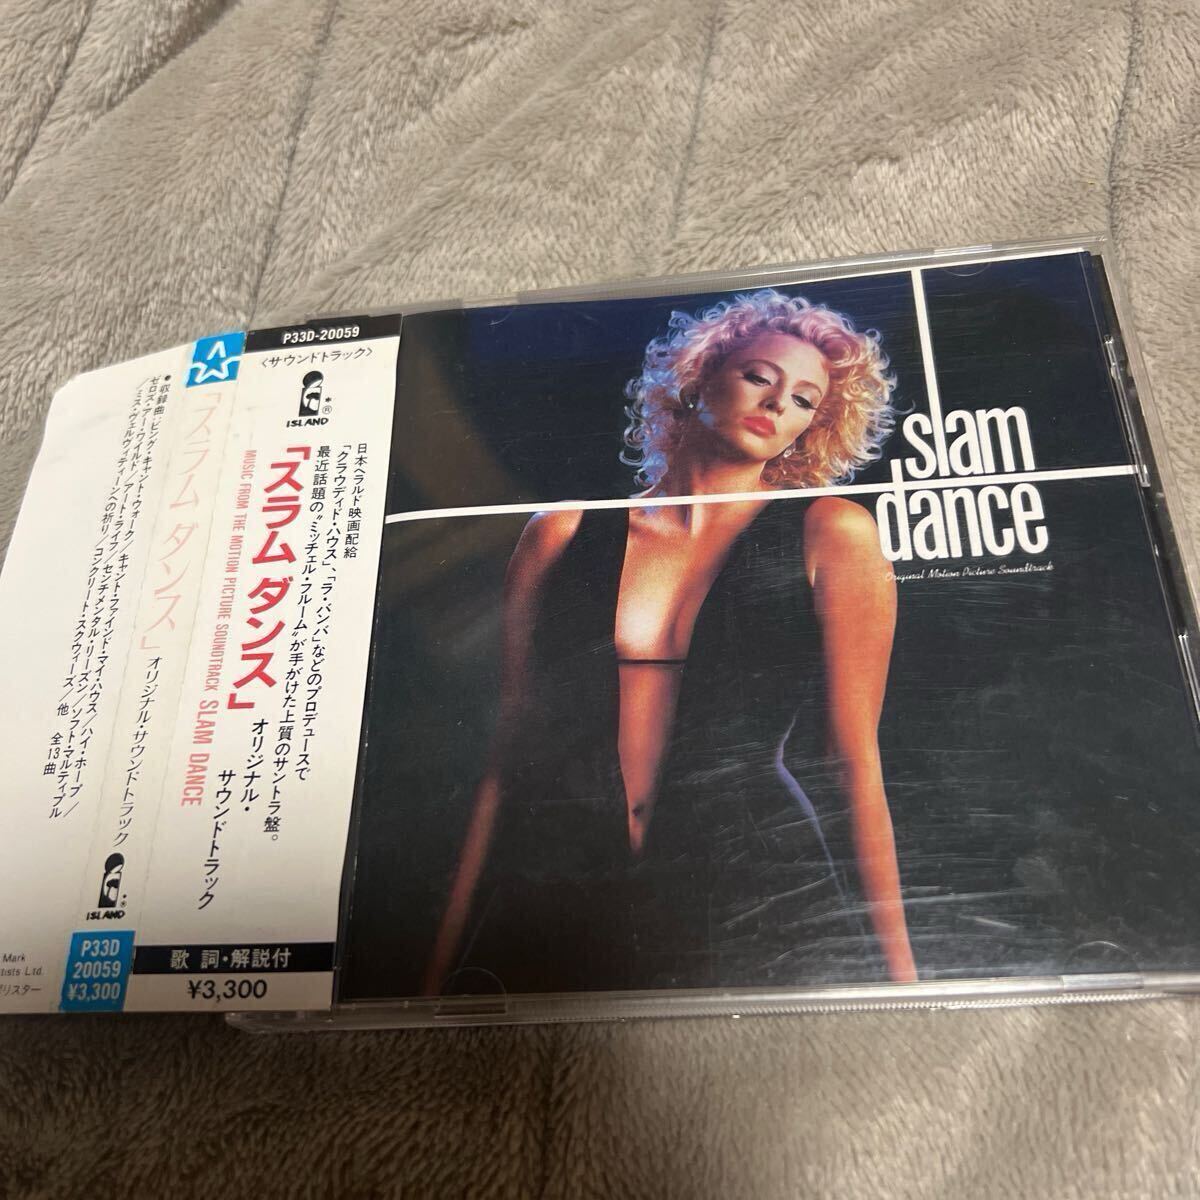 P33D-20059
〈サウンドトラック〉
ISLAND
®
日本ヘラルド映画配給
「クラウディド・ハウス」、「ラ・バンバ」などのプロデュースで
最近話題の〝ミッチェル・フルーム〟が手がけた上質のサントラ盤。
「スラム ダンス」
オリジナル・
サウンドトラック
MUSIC FROM THE MOTION PICTURE SOUNDTRACK SLAM DANCE
歌詞・解説付
¥3,300
「スラム ダンス」オリジナル・サウンドトラック
ISLAND
P33D
20059
¥3,300
●収録曲：ビング・キャント・ウォーク／キャント・ファインド・マイ・ハウス／ハイ・ホープ／
ゼロス・アー・ワイルド／アート・ライフ／センチメンタル・リーズン／ソフト・マルティプル
／ミス・ヴェルヴィティーンへの祈り／コンクリート・スクウィーズ／他 全13曲
Mark
tists Ltd.
リスター
slam
dance
Original Motion Picture Soundtrack